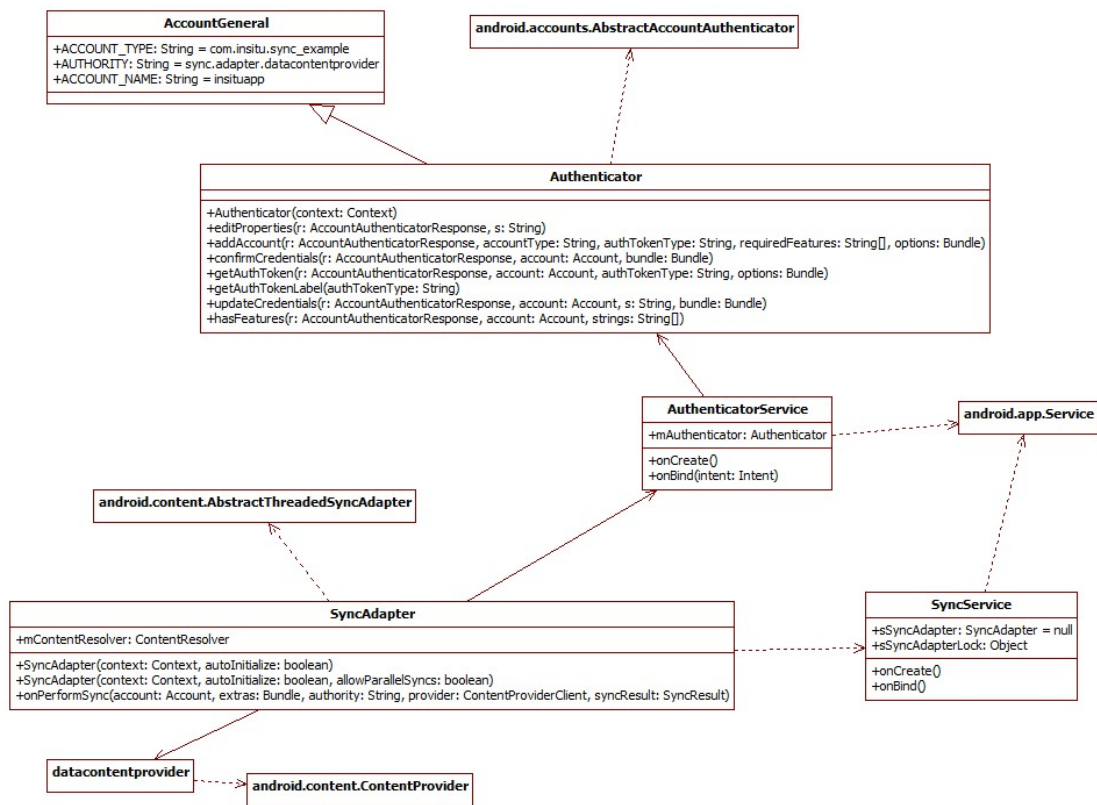 AccountGeneral
+ACCOUNT_TYPE: String = com.insitu.sync_example
+AUTHORITY: String = sync.adapter.datacontentprovider
+ACCOUNT_NAME: String = insituapp
android.accounts.AbstractAccountAuthenticator
Authenticator
+Authenticator(context: Context)
+editProperties(r: AccountAuthenticatorResponse, s: String)
+addAccount(r: AccountAuthenticatorResponse, accountType: String, authTokenType: String, requiredFeatures: String[], options: Bundle)
+confirmCredentials(r: AccountAuthenticatorResponse, account: Account, bundle: Bundle)
+getAuthToken(r: AccountAuthenticatorResponse, account: Account, authTokenType: String, options: Bundle)
+getAuthTokenLabel(authTokenType: String)
+updateCredentials(r: AccountAuthenticatorResponse, account: Account, s: String, bundle: Bundle)
+hasFeatures(r: AccountAuthenticatorResponse, account: Account, strings: String[])
AuthenticatorService
+mAuthenticator: Authenticator
+onCreate()
+onBind(intent: Intent)
android.app.Service
android.content.AbstractThreadedSyncAdapter
SyncAdapter
+mContentResolver: ContentResolver
+SyncAdapter(context: Context, autoInitialize: boolean)
+SyncAdapter(context: Context, autoInitialize: boolean, allowParallelSyncs: boolean)
+onPerformSync(account: Account, extras: Bundle, authority: String, provider: ContentProviderClient, syncResult: SyncResult)
SyncService
+sSyncAdapter: SyncAdapter = null
+sSyncAdapterLock: Object
+onCreate()
+onBind()
datacontentprovider
android.content.ContentProvider